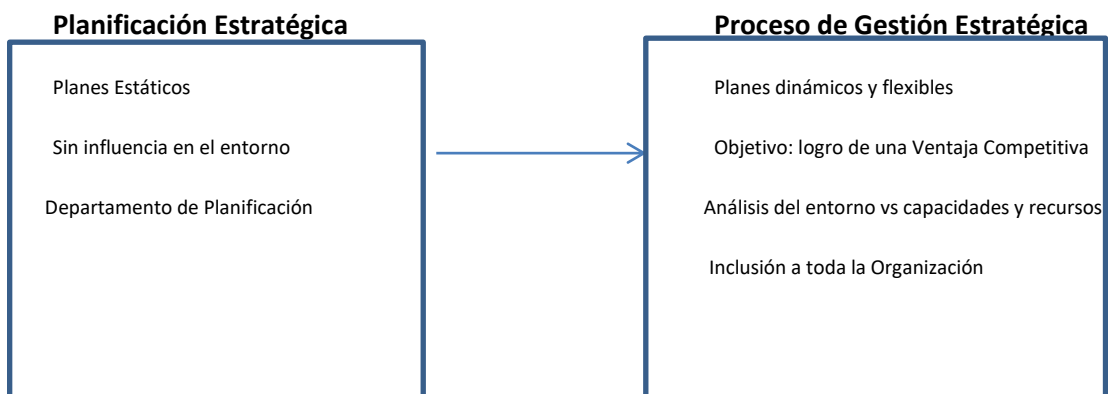 Planificación Estratégica
Planes Estáticos
Sin influencia en el entorno
Departamento de Planificación
Proceso de Gestión Estratégica
Planes dinámicos y flexibles
Objetivo: logro de una Ventaja Competitiva
Análisis del entorno vs capacidades y recursos
Inclusión a toda la Organización